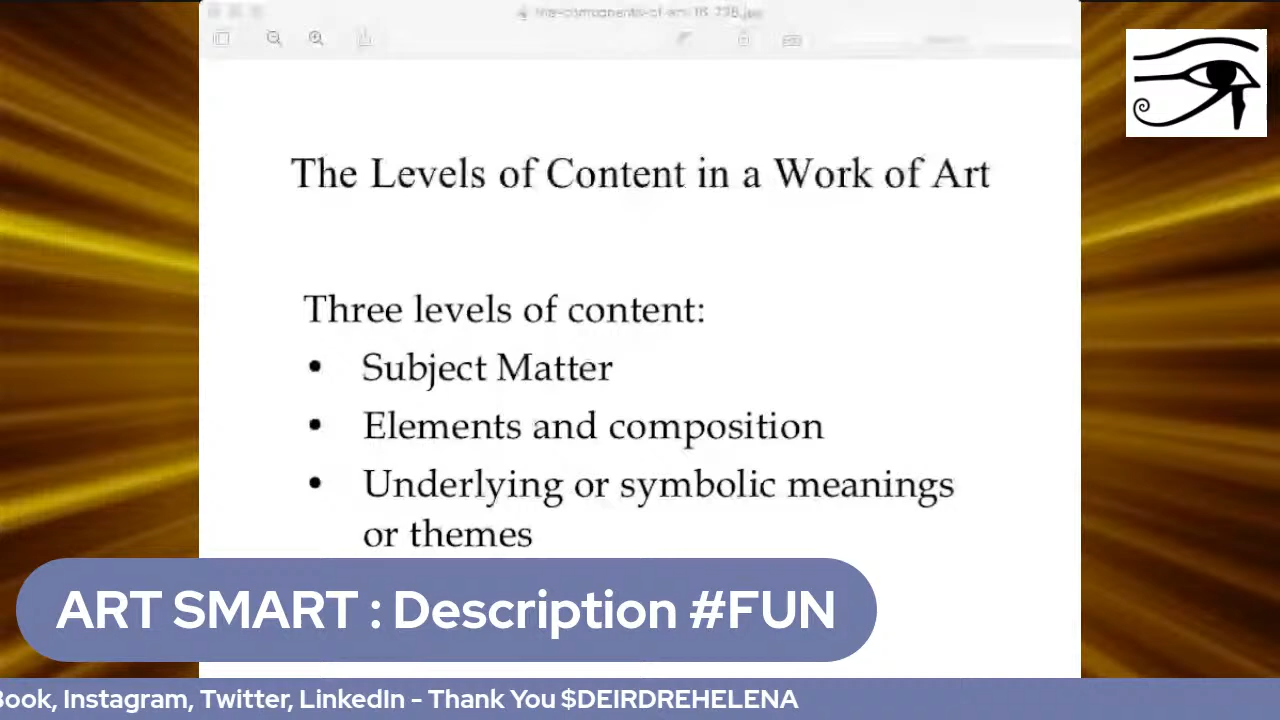 The Levels of Content in a Work of Art
Three levels of content:
• Subject Matter
• Elements and composition
• Underlying or symbolic meanings
or themes
ART SMART : Description #FUN
Book, Instagram, Twitter, LinkedIn - Thank You $DEIRDREHELENA